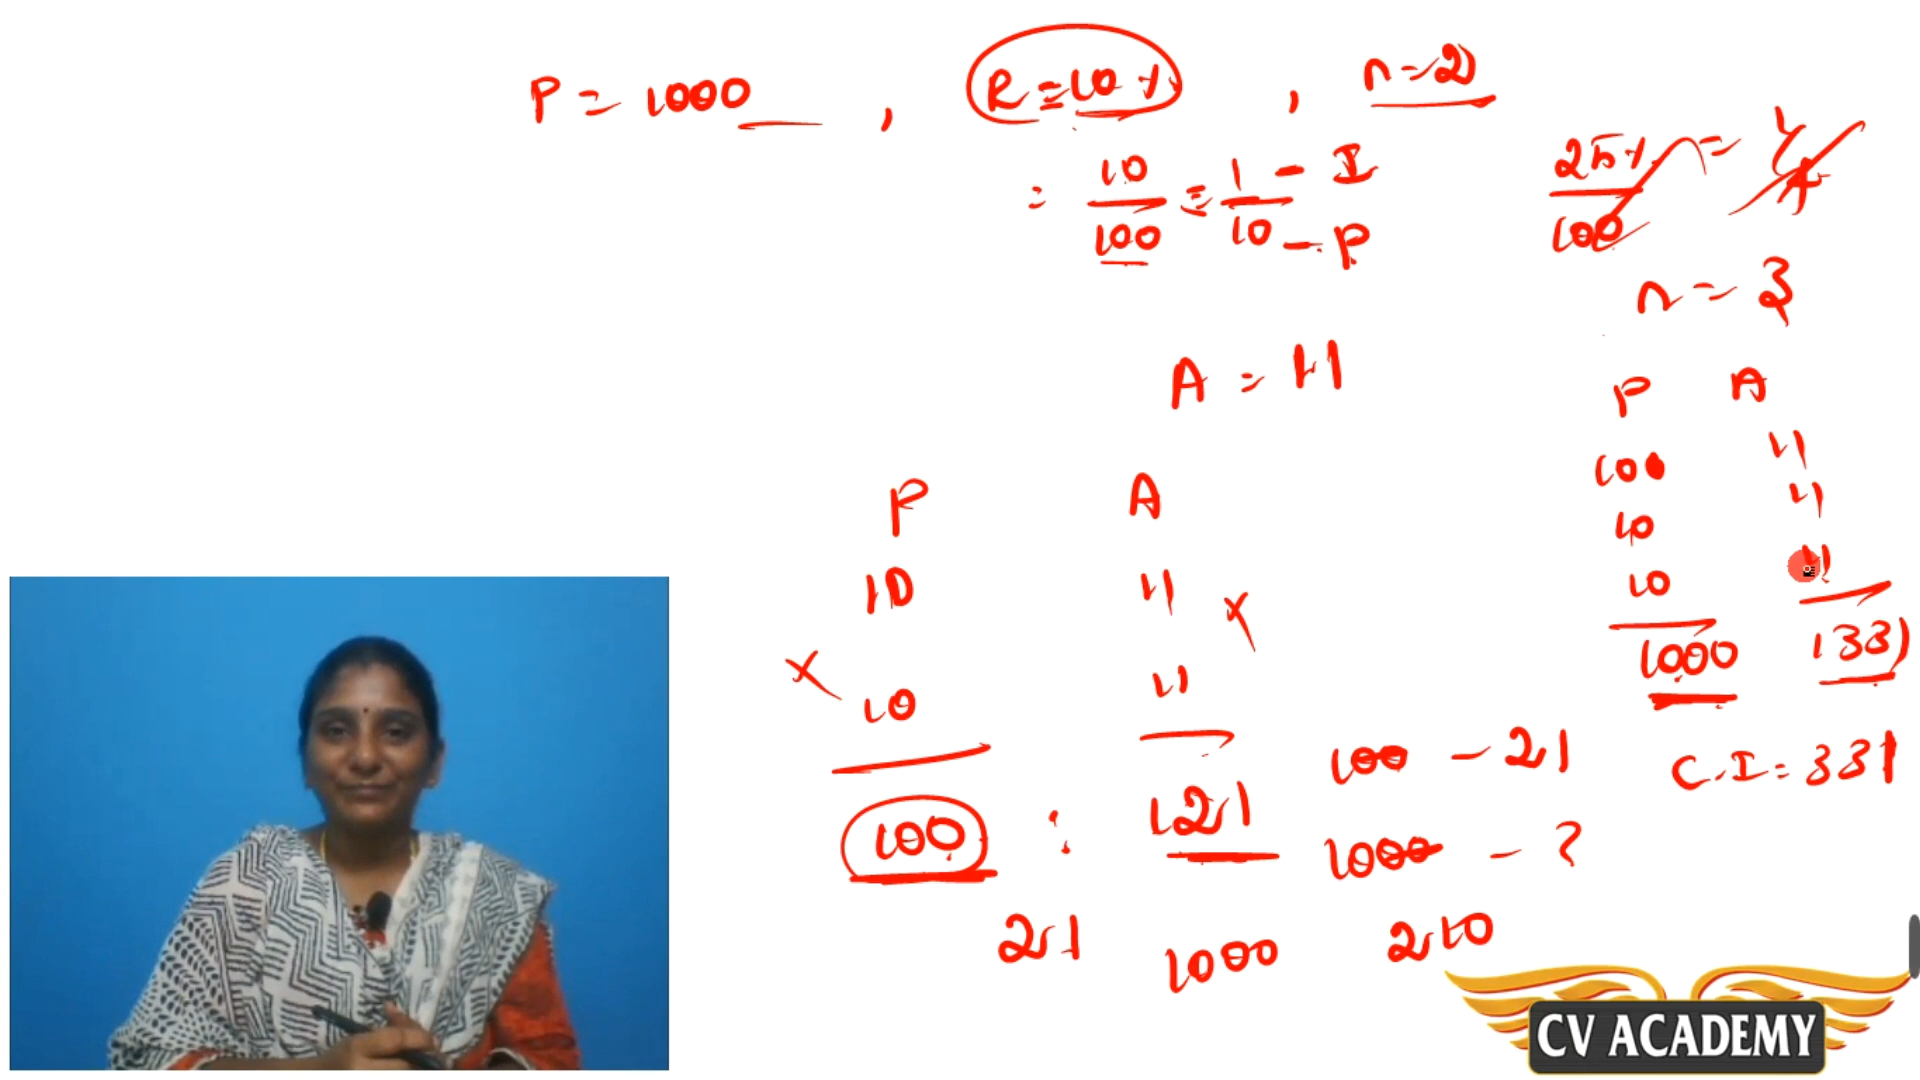 P = 1000 , R = 10% , n = 2
= 10/100 = 1/10 - I - P
25%/100 = 1/4
n = 3
A = 11
P A
100 11
10 11
10 11
1000 1331
C.I = 331
P A
10 11 x
x 10 11
100 : 121
100 - 21
1000 - ?
21 1000 210
CV ACADEMY